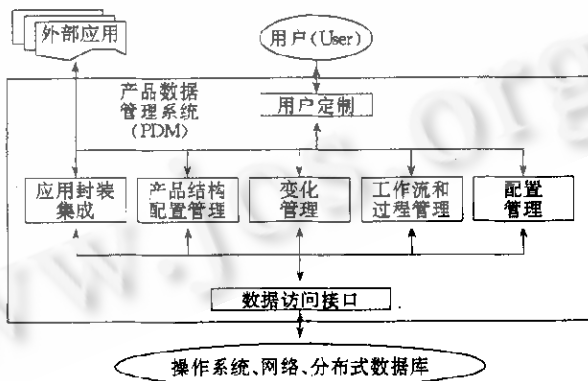 外部应用
用户(User)
产品数据
管理系统
(PDM)
用户定制
应用封装
集成
产品结构
配置管理
变化
管理
工作流和
过程管理
配置
管理
数据访问接口
操作系统、网络、分布式数据库